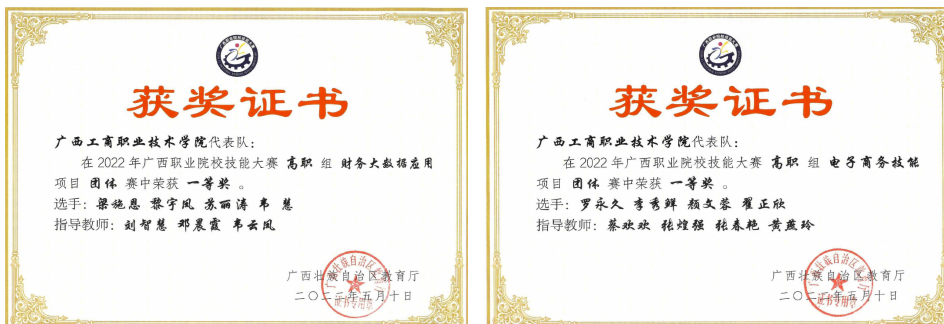 获奖证书
广西工商职业技术学院代表队：
在2022年广西职业院校技能大赛 高职 组 财务大数据应用
项目 团体 赛中荣获 一等奖 。
选手：梁施恩 黎宇凤 苏丽涛 韦 慧
指导教师：刘智慧 邓晨霞 韦云凤
广西壮族自治区教育厅
二〇二二年五月十日
获奖证书
广西工商职业技术学院代表队：
在2022年广西职业院校技能大赛 高职 组 电子商务技能
项目 团体 赛中荣获 一等奖 。
选手：罗永久 李秀鲜 颜文蓉 翟正欣
指导教师：蔡欢欢 张煌强 张春艳 黄燕玲
广西壮族自治区教育厅
二〇二二年五月十日